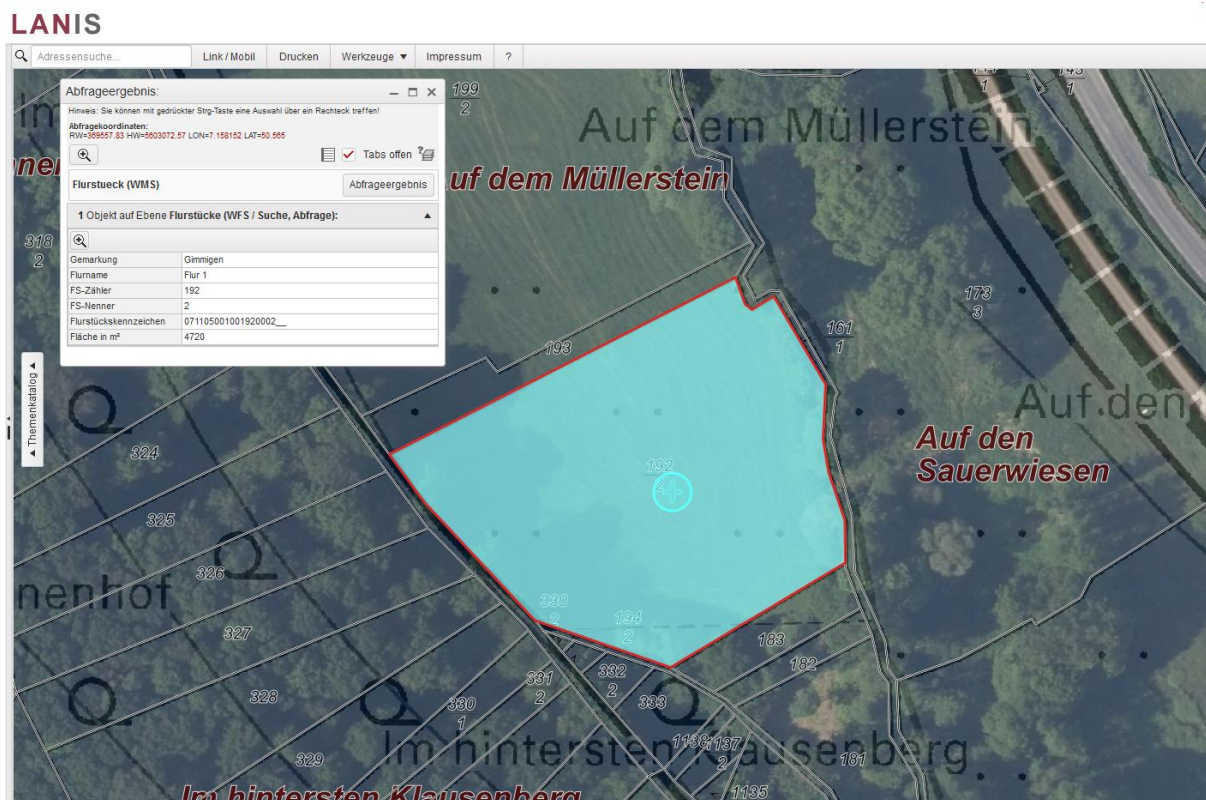 LANIS
Adressensuche...
Link / Mobil
Drucken
Werkzeuge ▼
Impressum
?
Abfrageergebnis:
Hinweis: Sie können mit gedrückter Strg-Taste eine Auswahl über ein Rechteck treffen!
Abfragekoordinaten:
RW=369557.83 HW=5603072.57 LON=7.158152 LAT=50.565
Tabs offen
Flurstueck (WMS)
Abfrageergebnis
1 Objekt auf Ebene Flurstücke (WFS / Suche, Abfrage):
Gemarkung Gimmigen
Flurname Flur 1
FS-Zähler 192
FS-Nenner 2
Flurstückskennzeichen 071105001001920002__
Fläche in m² 4720
Themenkatalog
199
2
143
1
Auf dem Müllerstein
uf dem Müllerstein
318
2
173
3
161
1
193
Auf den
Auf den
Sauerwiesen
324
192
2
325
326
nenhof
330
2
194
2
327
183
182
332
2
331
2
328
333
330
1
1138
1137
2
Im hintersten Klausenberg
181
329
Im hintersten Klausenberg
1135